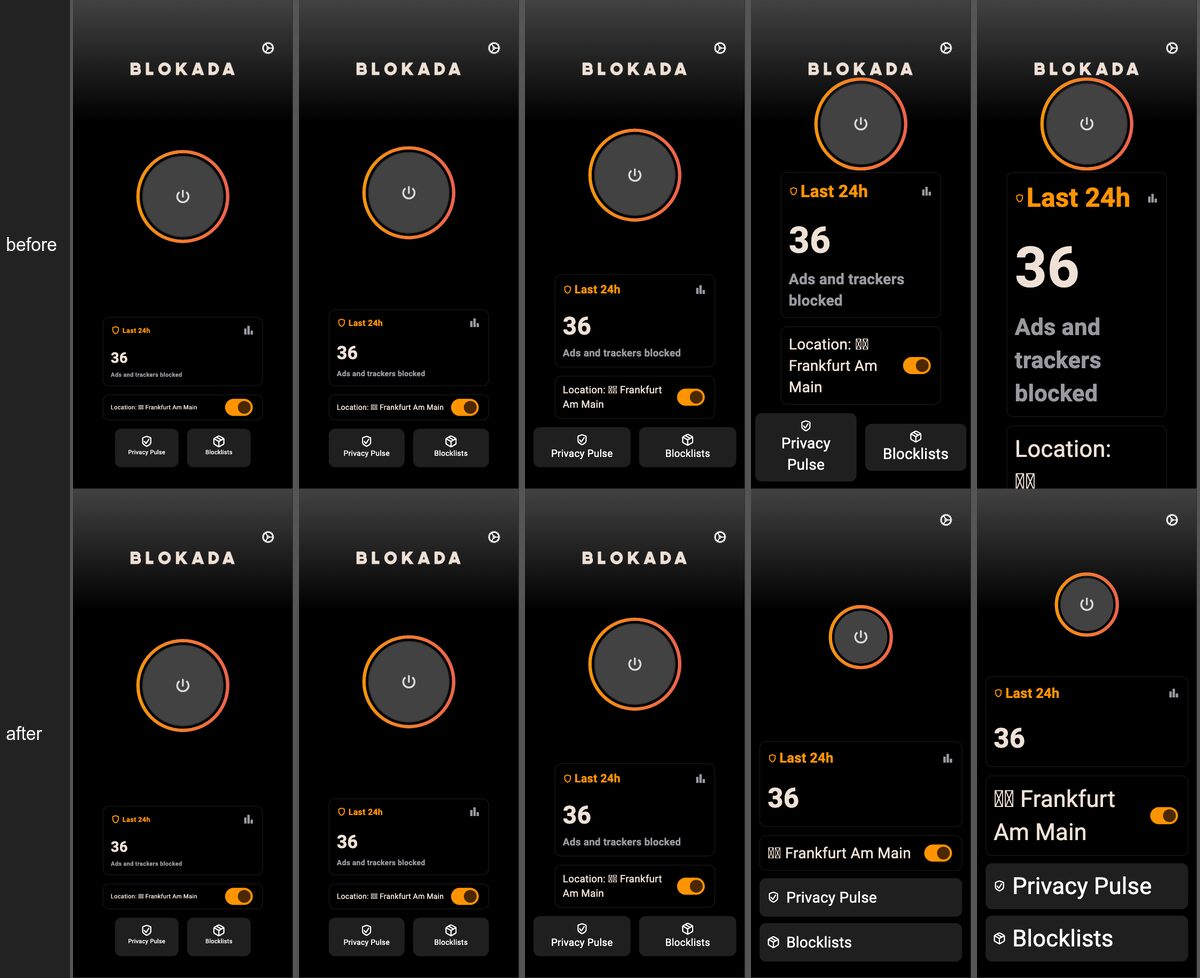 before
BLOKADA
Last 24h
36
Ads and trackers blocked
Location: Frankfurt Am Main
Privacy Pulse
Blocklists
BLOKADA
Last 24h
36
Ads and trackers blocked
Location: Frankfurt Am Main
Privacy Pulse
Blocklists
BLOKADA
Last 24h
36
Ads and trackers blocked
Location: Frankfurt
Am Main
Privacy Pulse
Blocklists
BLOKADA
Last 24h
36
Ads and trackers
blocked
Location:
Frankfurt Am
Main
Privacy
Pulse
Blocklists
BLOKADA
Last 24h
36
Ads and
trackers
blocked
Location:
after
BLOKADA
Last 24h
36
Ads and trackers blocked
Location: Frankfurt Am Main
Privacy Pulse
Blocklists
BLOKADA
Last 24h
36
Ads and trackers blocked
Location: Frankfurt Am Main
Privacy Pulse
Blocklists
BLOKADA
Last 24h
36
Ads and trackers blocked
Location: Frankfurt
Am Main
Privacy Pulse
Blocklists
Last 24h
36
Frankfurt Am Main
Privacy Pulse
Blocklists
Last 24h
36
Frankfurt
Am Main
Privacy Pulse
Blocklists